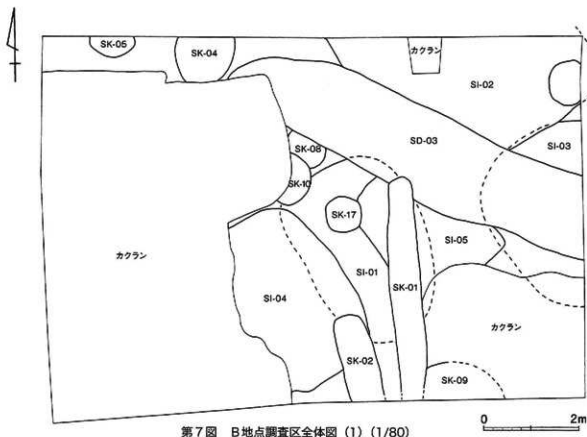 SK-05
SK-04
カクラン
SI-02
SD-03
SI-03
SK-08
SK-10
SK-17
SI-05
カクラン
SI-01
SI-04
SK-01
カクラン
SK-02
SK-09
第7図 B地点調査区全体図 (1) (1/80)
0 2m